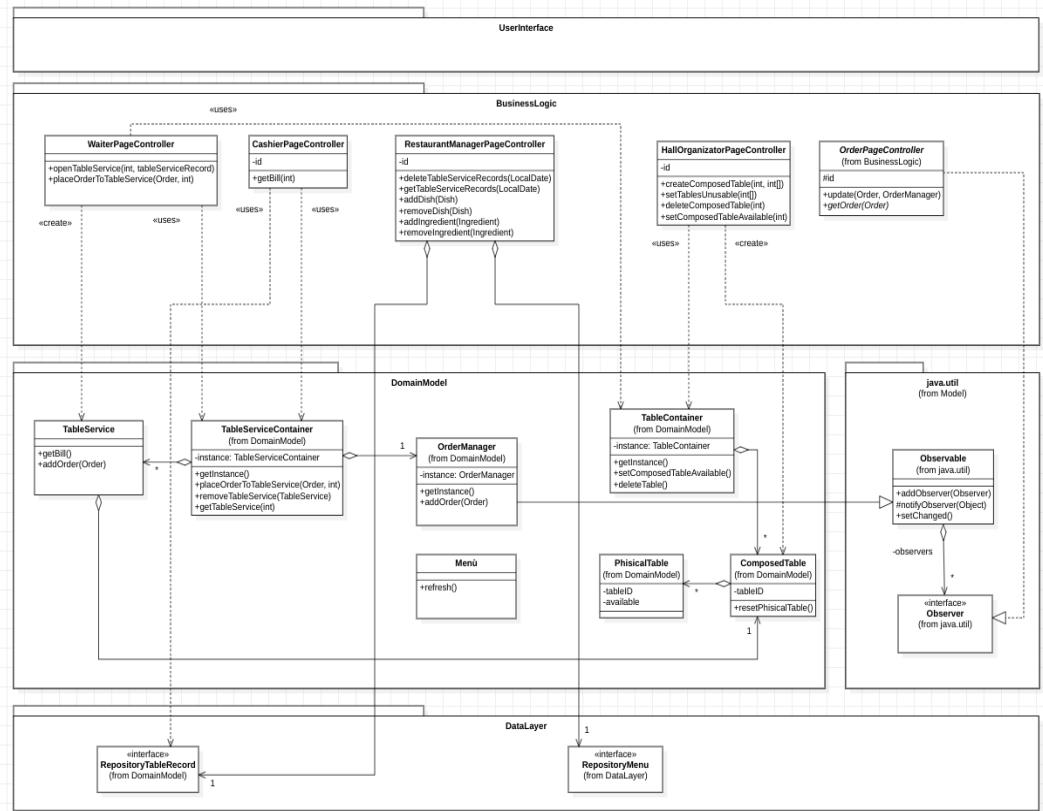 UserInterface
BusinessLogic
«uses»
WaiterPageController
+openTableService(int, tableServiceRecord)
+placeOrderToTableService(Order, int)
CashierPageController
-id
+getBill(int)
RestaurantManagerPageController
-id
+deleteTableServiceRecords(LocalDate)
+getTableServiceRecords(LocalDate)
+addDish(Dish)
+removeDish(Dish)
+addIngredient(Ingredient)
+removeIngredient(Ingredient)
HallOrganizatorPageController
-id
+createComposedTable(int, int[])
+setTablesUnusable(int[])
+deleteComposedTable(int)
+setComposedTableAvailable(int)
OrderPageController
(from BusinessLogic)
#id
+update(Order, OrderManager)
+getOrder(Order)
«create»
«uses»
«uses»
«uses»
«uses»
«create»
DomainModel
TableService
+getBill()
+addOrder(Order)
*
TableServiceContainer
(from DomainModel)
-instance: TableServiceContainer
+getInstance()
+placeOrderToTableService(Order, int)
+removeTableService(TableService)
+getTableService(int)
1
OrderManager
(from DomainModel)
-instance: OrderManager
+getInstance()
+addOrder(Order)
TableContainer
(from DomainModel)
-instance: TableContainer
+getInstance()
+setComposedTableAvailable()
+deleteTable()
*
Menù
+refresh()
PhisicalTable
(from DomainModel)
-tableID
-available
*
ComposedTable
(from DomainModel)
-tableID
+resetPhisicalTable()
1
java.util
(from Model)
Observable
(from java.util)
+addObserver(Observer)
#notifyObserver(Object)
+setChanged()
-observers
*
«interface»
Observer
(from java.util)
DataLayer
«interface»
RepositoryTableRecord
(from DomainModel)
1
1
«interface»
RepositoryMenu
(from DataLayer)